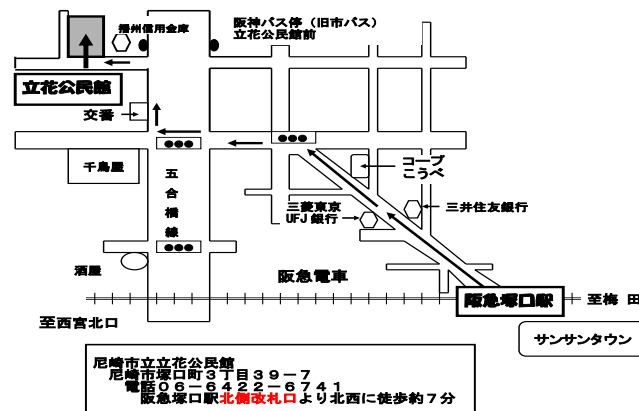 播州信用金庫
阪神バス停（旧市バス）
立花公民館前
立花公民館
交番
千鳥屋
五合橋線
コープ
こうべ
三菱東京
UFJ 銀行
三井住友銀行
酒屋
阪急電車
阪急塚口駅
至梅 田
至西宮北口
サンサンタウン
尼崎市立立花公民館
尼崎市塚口町３丁目３９－７
電話０６－６４２２－６７４１
阪急塚口駅北側改札口より北西に徒歩約７分